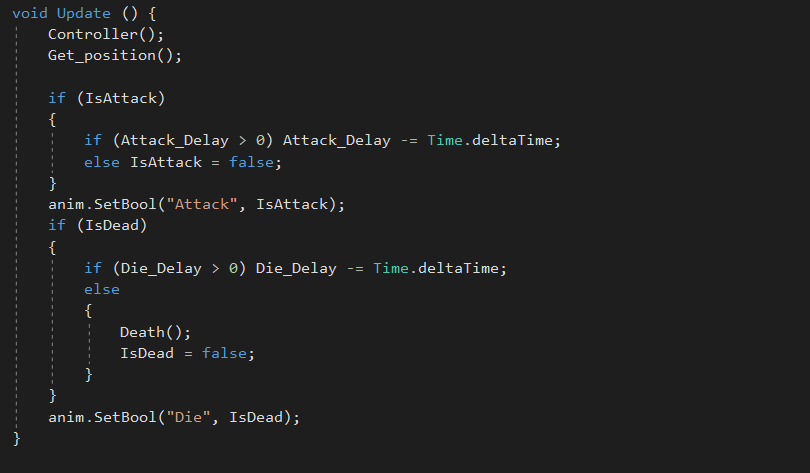 void Update () {
    Controller();
    Get_position();

    if (IsAttack)
    {
        if (Attack_Delay > 0) Attack_Delay -= Time.deltaTime;
        else IsAttack = false;
    }
    anim.SetBool("Attack", IsAttack);
    if (IsDead)
    {
        if (Die_Delay > 0) Die_Delay -= Time.deltaTime;
        else
        {
            Death();
            IsDead = false;
        }
    }
    anim.SetBool("Die", IsDead);
}